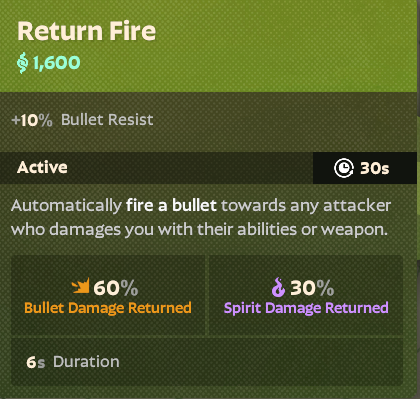 Return Fire
1,600
+10% Bullet Resist
Active 30s
Automatically fire a bullet towards any attacker
who damages you with their abilities or weapon.
60% 30%
Bullet Damage Returned Spirit Damage Returned
6s Duration